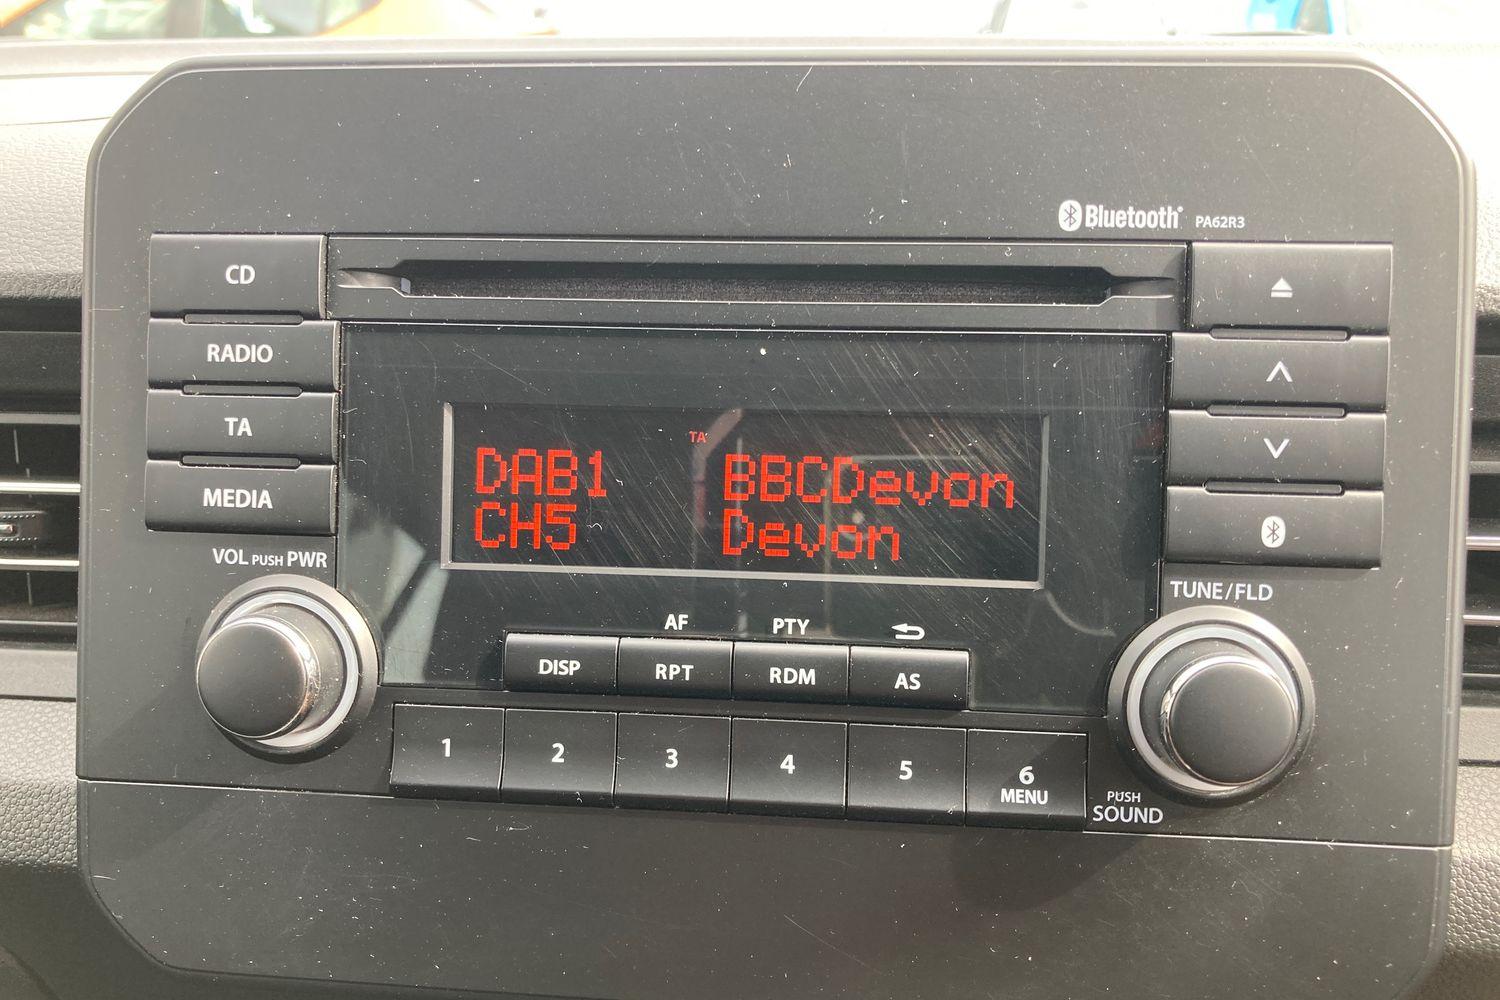 Bluetooth® PA62R3
CD
RADIO
TA
MEDIA
TA
DAB1 BBCDevon
CH5 Devon
VOL PUSH PWR
TUNE/FLD
AF PTY
DISP RPT RDM AS
1 2 3 4 5 6
MENU
PUSH
SOUND